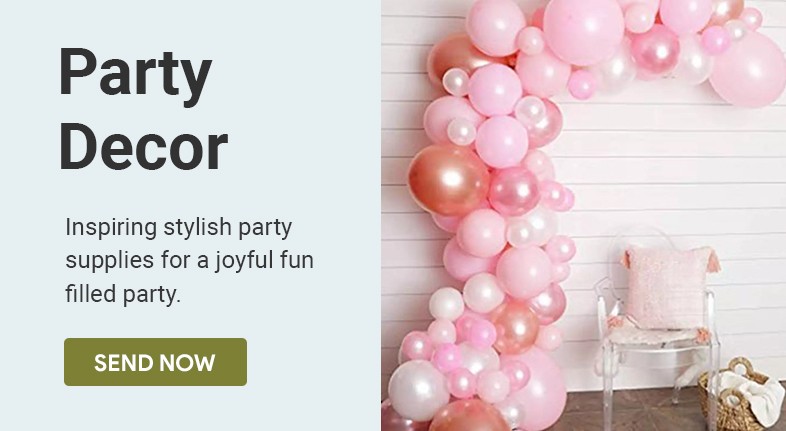 Party
Decor
Inspiring stylish party
supplies for a joyful fun
filled party.
SEND NOW